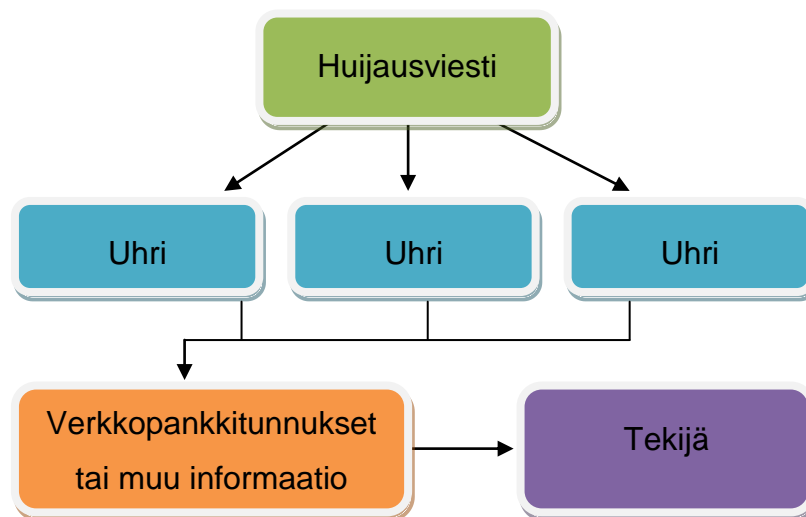 Huijausviesti
Uhri
Uhri
Uhri
Verkkopankkitunnukset
tai muu informaatio
Tekijä